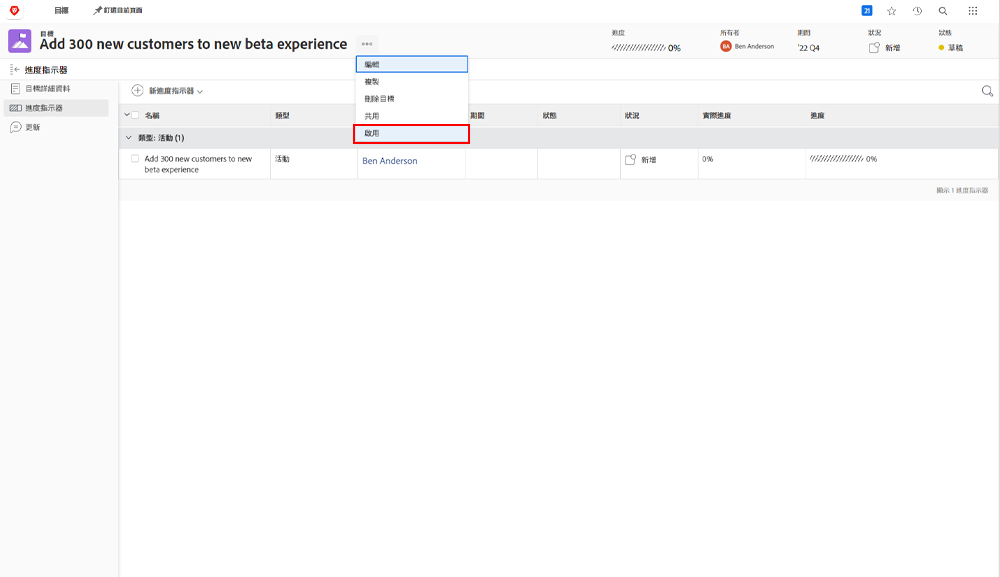 目標
釘選目前頁面
21
目標
Add 300 new customers to new beta experience
進度
0%
所有者
BA
Ben Anderson
期間
'22 Q4
狀況
新增
狀態
草稿
進度指示器
編輯
複製
刪除目標
共用
啟用
目標詳細資料
進度指示器
更新
新進度指示器
名稱
類型
期間
狀態
狀況
實際進度
進度
類型: 活動 (1)
Add 300 new customers to new
beta experience
活動
Ben Anderson
新增
0%
0%
顯示 1 進度指示器